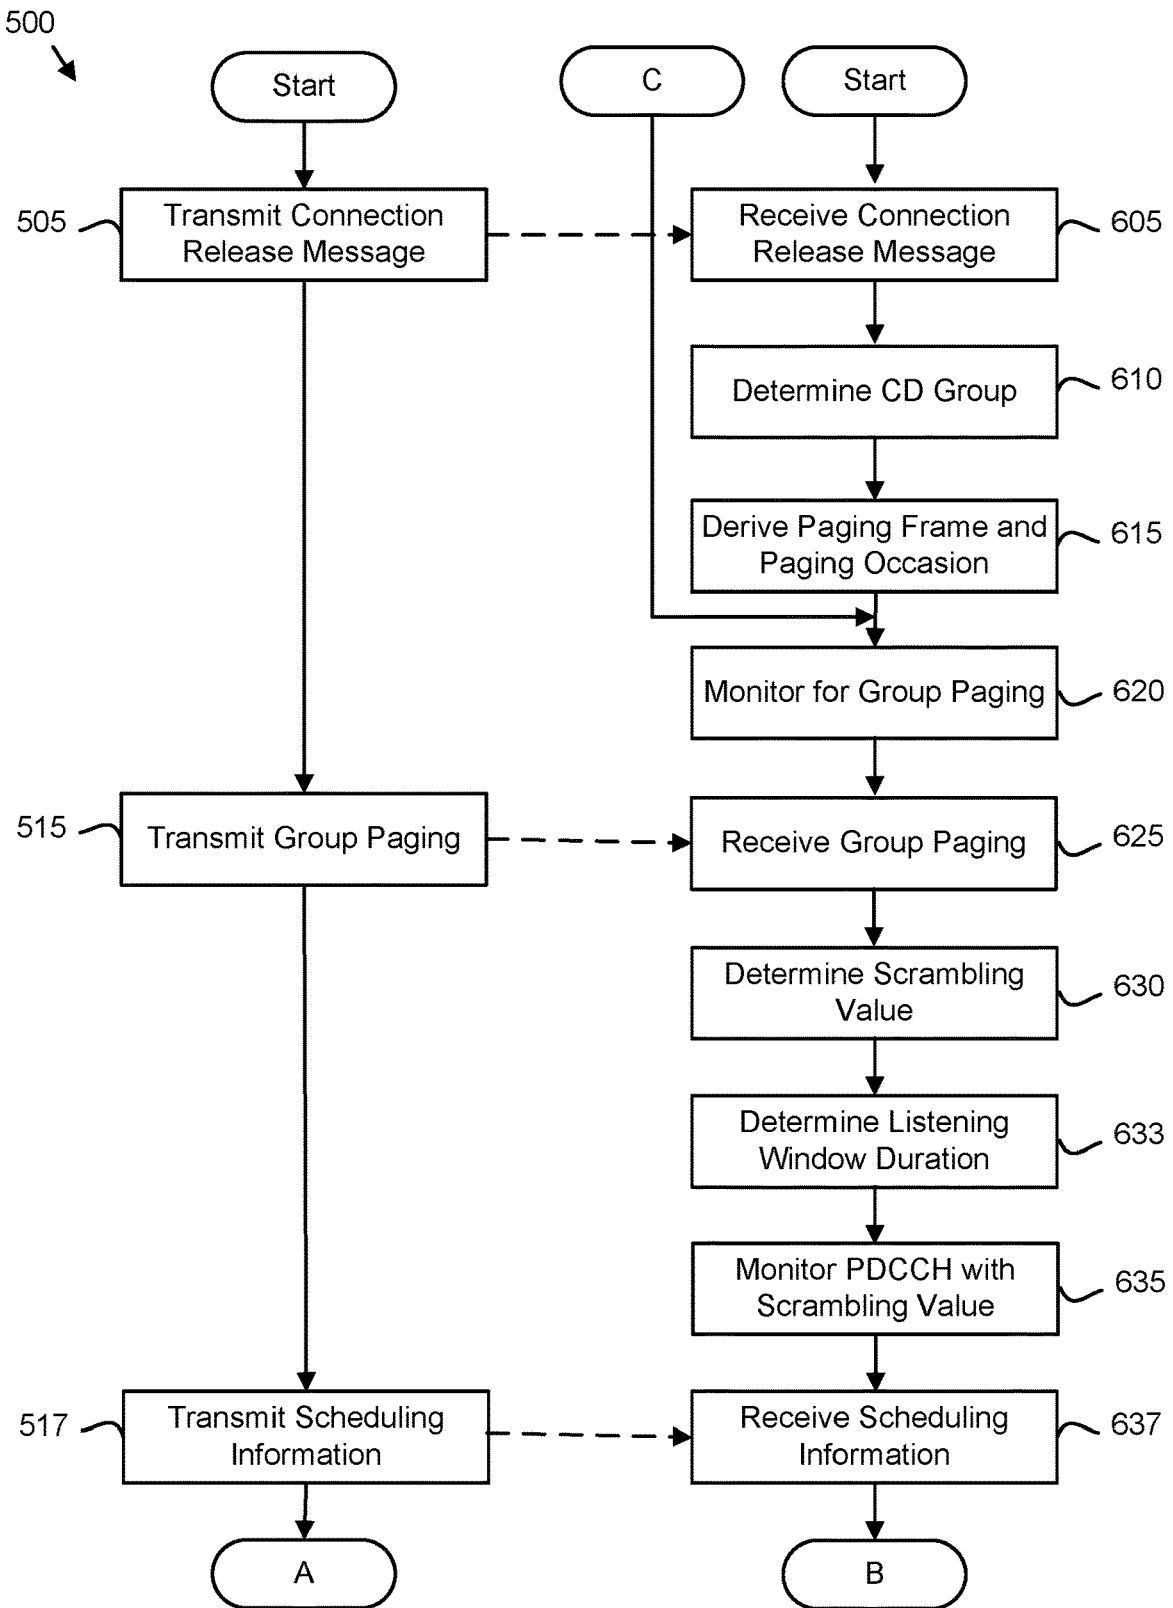 500
Start
C
Start
505
Transmit Connection
Release Message
Receive Connection
Release Message
605
Determine CD Group
610
Derive Paging Frame and
Paging Occasion
615
Monitor for Group Paging
620
515
Transmit Group Paging
Receive Group Paging
625
Determine Scrambling
Value
630
Determine Listening
Window Duration
633
Monitor PDCCH with
Scrambling Value
635
517
Transmit Scheduling
Information
Receive Scheduling
Information
637
A
B